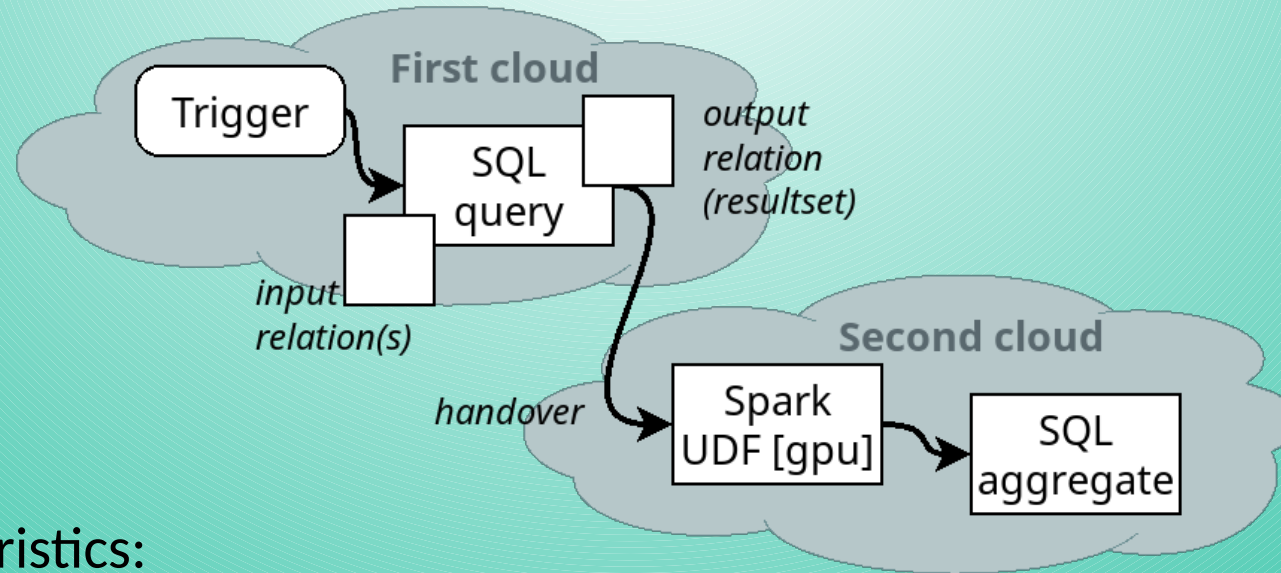 First cloud
Trigger
output
relation
(resultset)
SQL
query
input
relation(s)
Second cloud
handover
Spark
UDF [gpu]
SQL
aggregate
ristics: